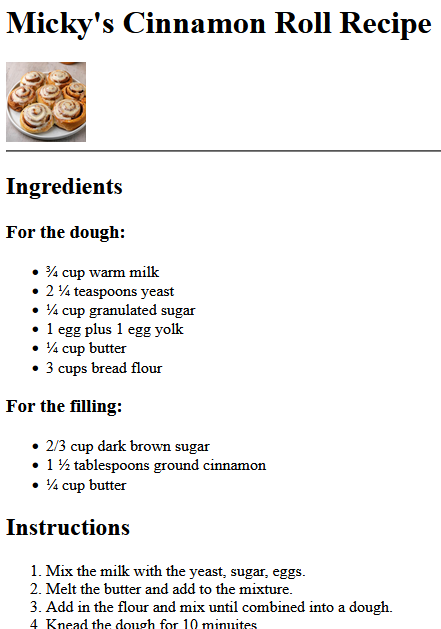 Micky's Cinnamon Roll Recipe
Ingredients
For the dough:
• ¾ cup warm milk
• 2 ¼ teaspoons yeast
• ¼ cup granulated sugar
• 1 egg plus 1 egg yolk
• ¼ cup butter
• 3 cups bread flour
For the filling:
• 2/3 cup dark brown sugar
• 1 ½ tablespoons ground cinnamon
• ¼ cup butter
Instructions
1. Mix the milk with the yeast, sugar, eggs.
2. Melt the butter and add to the mixture.
3. Add in the flour and mix until combined into a dough.
4. Knead the dough for 10 minuites